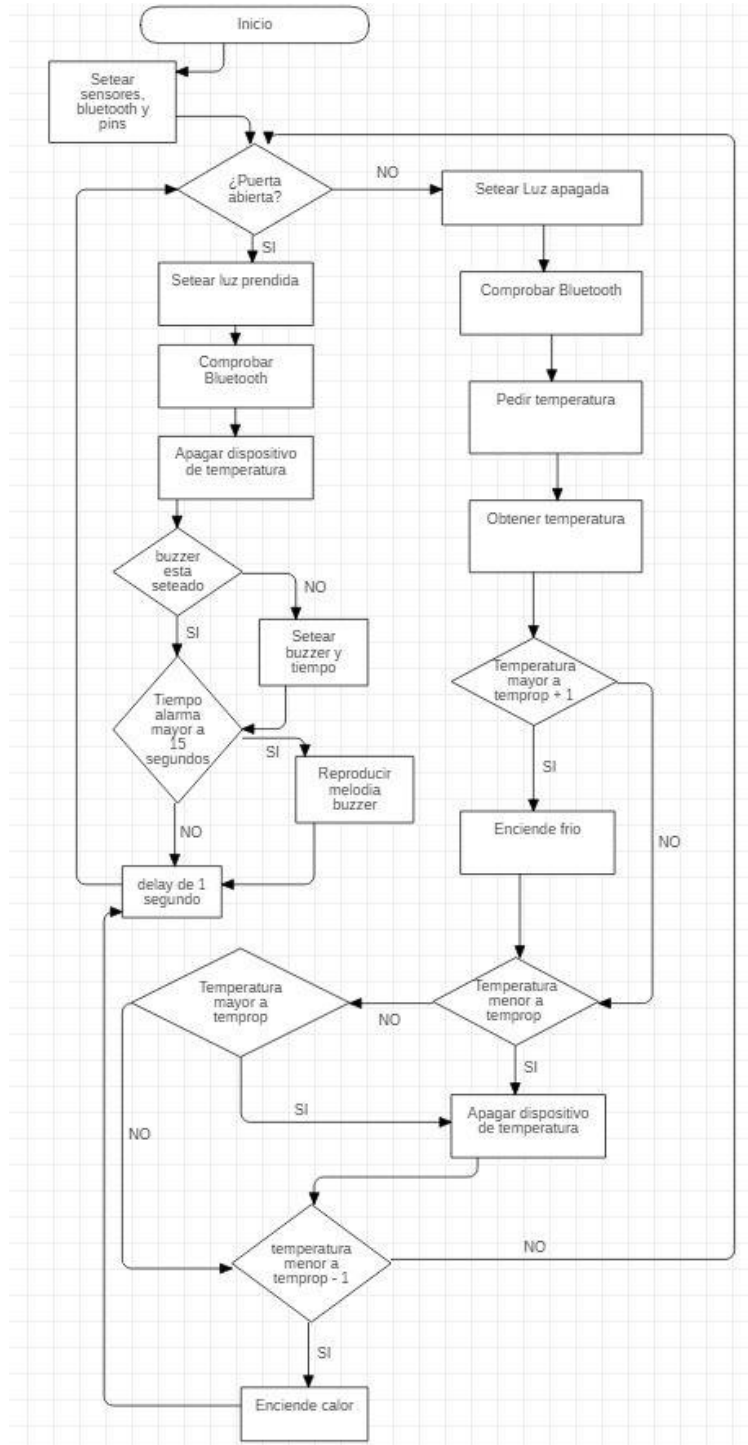 Inicio
Setear
sensores,
bluetooth y
pins
¿Puerta
abierta?
NO
Setear Luz apagada
SI
Setear luz prendida
Comprobar Bluetooth
Comprobar
Bluetooth
Pedir temperatura
Apagar dispositivo
de temperatura
Obtener temperatura
buzzer
esta
seteado
NO
Setear
buzzer y
tiempo
SI
Temperatura
mayor a
temprop + 1
Tiempo
alarma
mayor a
15
segundos
SI
Reproducir
melodia
buzzer
SI
NO
Enciende frio
NO
delay de 1
segundo
Temperatura
mayor a
temprop
NO
Temperatura
menor a
temprop
SI
SI
Apagar dispositivo
de temperatura
NO
temperatura
menor a
temprop - 1
NO
SI
Enciende calor